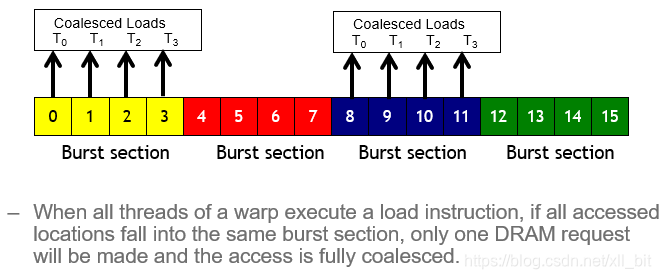 Coalesced Loads
T0 T1 T2 T3
Coalesced Loads
T0 T1 T2 T3
0 1 2 3 4 5 6 7 8 9 10 11 12 13 14 15
Burst section Burst section Burst section Burst section
– When all threads of a warp execute a load instruction, if all accessed
locations fall into the same burst section, only one DRAM request
will be made and the access is fully coalesced.
https://blog.csdn.net/xll_bit